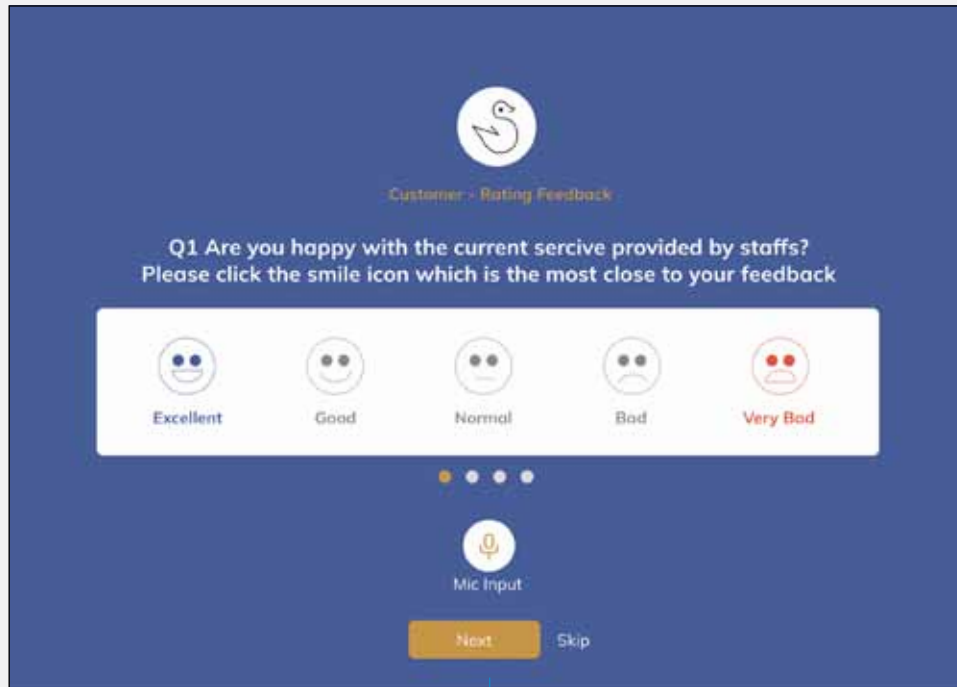 Customer - Rating Feedback
Q1 Are you happy with the current sercive provided by staffs?
Please click the smile icon which is the most close to your feedback
Excellent
Good
Normal
Bad
Very Bad
Mic Input
Next
Skip